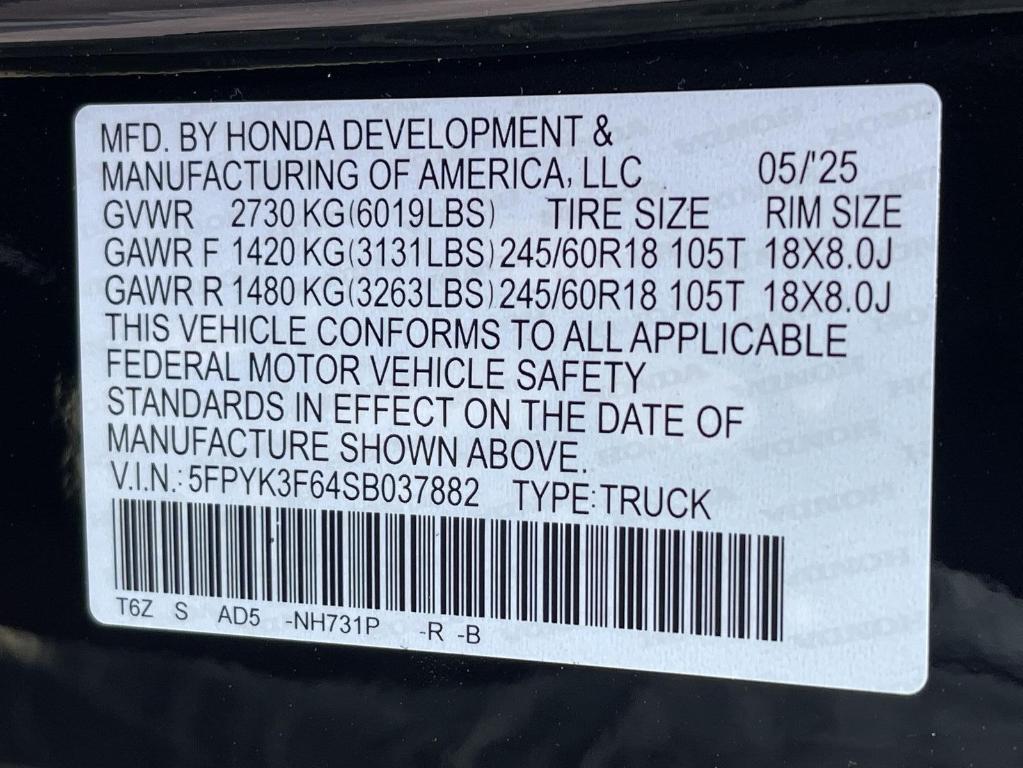 MFD. BY HONDA DEVELOPMENT &
MANUFACTURING OF AMERICA, LLC 05/'25
GVWR 2730 KG(6019LBS) TIRE SIZE RIM SIZE
GAWR F 1420 KG(3131LBS) 245/60R18 105T 18X8.0J
GAWR R 1480 KG(3263LBS) 245/60R18 105T 18X8.0J
THIS VEHICLE CONFORMS TO ALL APPLICABLE
FEDERAL MOTOR VEHICLE SAFETY
STANDARDS IN EFFECT ON THE DATE OF
MANUFACTURE SHOWN ABOVE.
V.I.N.: 5FPYK3F64SB037882 TYPE: TRUCK
T6Z S AD5 -NH731P -R -B